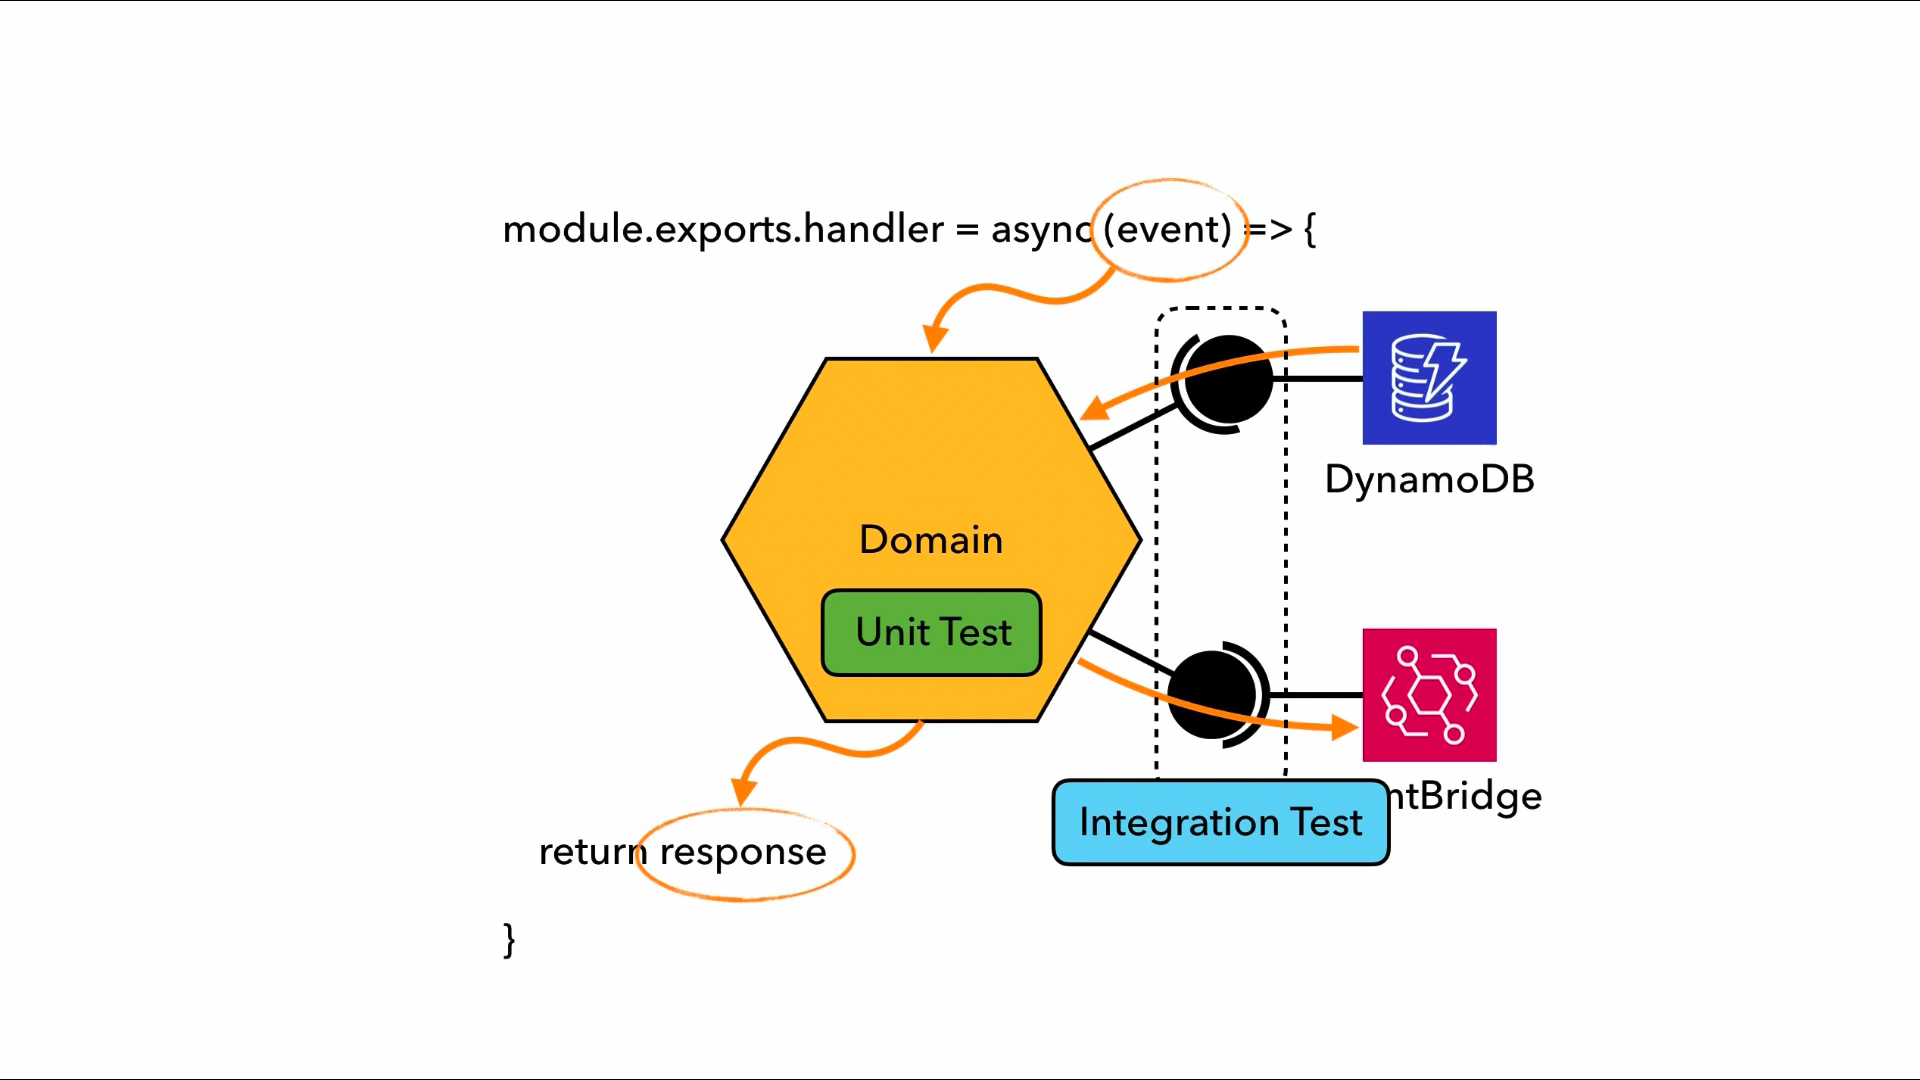 module.exports.handler = async (event) => {
DynamoDB
Domain
Unit Test
ntBridge
Integration Test
return response
}